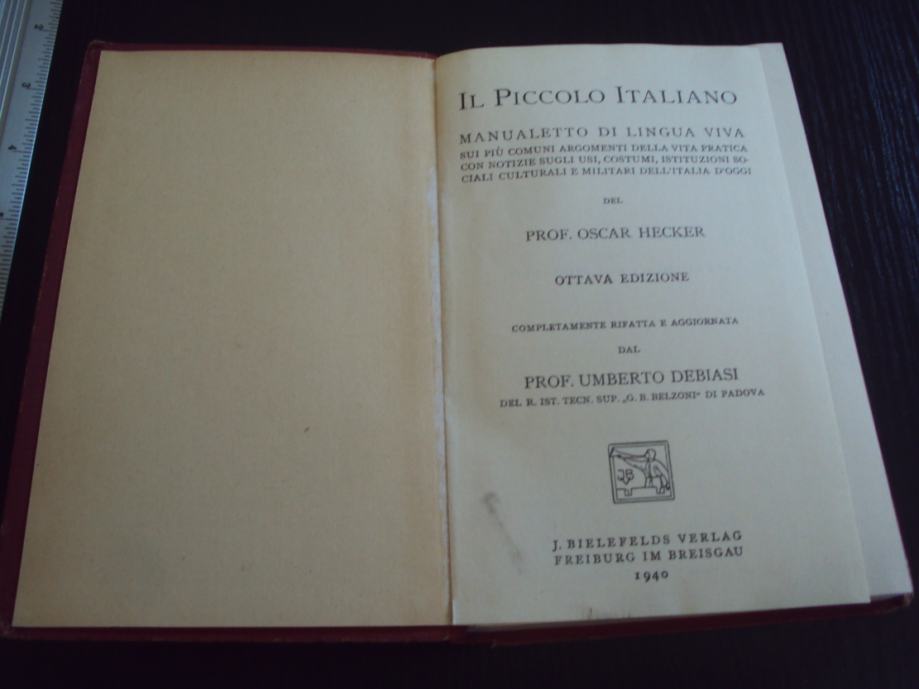 IL PICCOLO ITALIANO
MANUALETTO DI LINGUA VIVA
SUI PIÙ COMUNI ARGOMENTI DELLA VITA PRATICA
CON NOTIZIE SUGLI USI, COSTUMI, ISTITUZIONI SO-
CIALI CULTURALI E MILITARI DELL'ITALIA D'OGGI
DEL
PROF. OSCAR HECKER
OTTAVA EDIZIONE
COMPLETAMENTE RIFATTA E AGGIORNATA
DAL
PROF. UMBERTO DEBIASI
DEL R. IST. TECN. SUP. „G. B. BELZONI“ DI PADOVA
JB
J. BIELEFELDS VERLAG
FREIBURG IM BREISGAU
1940